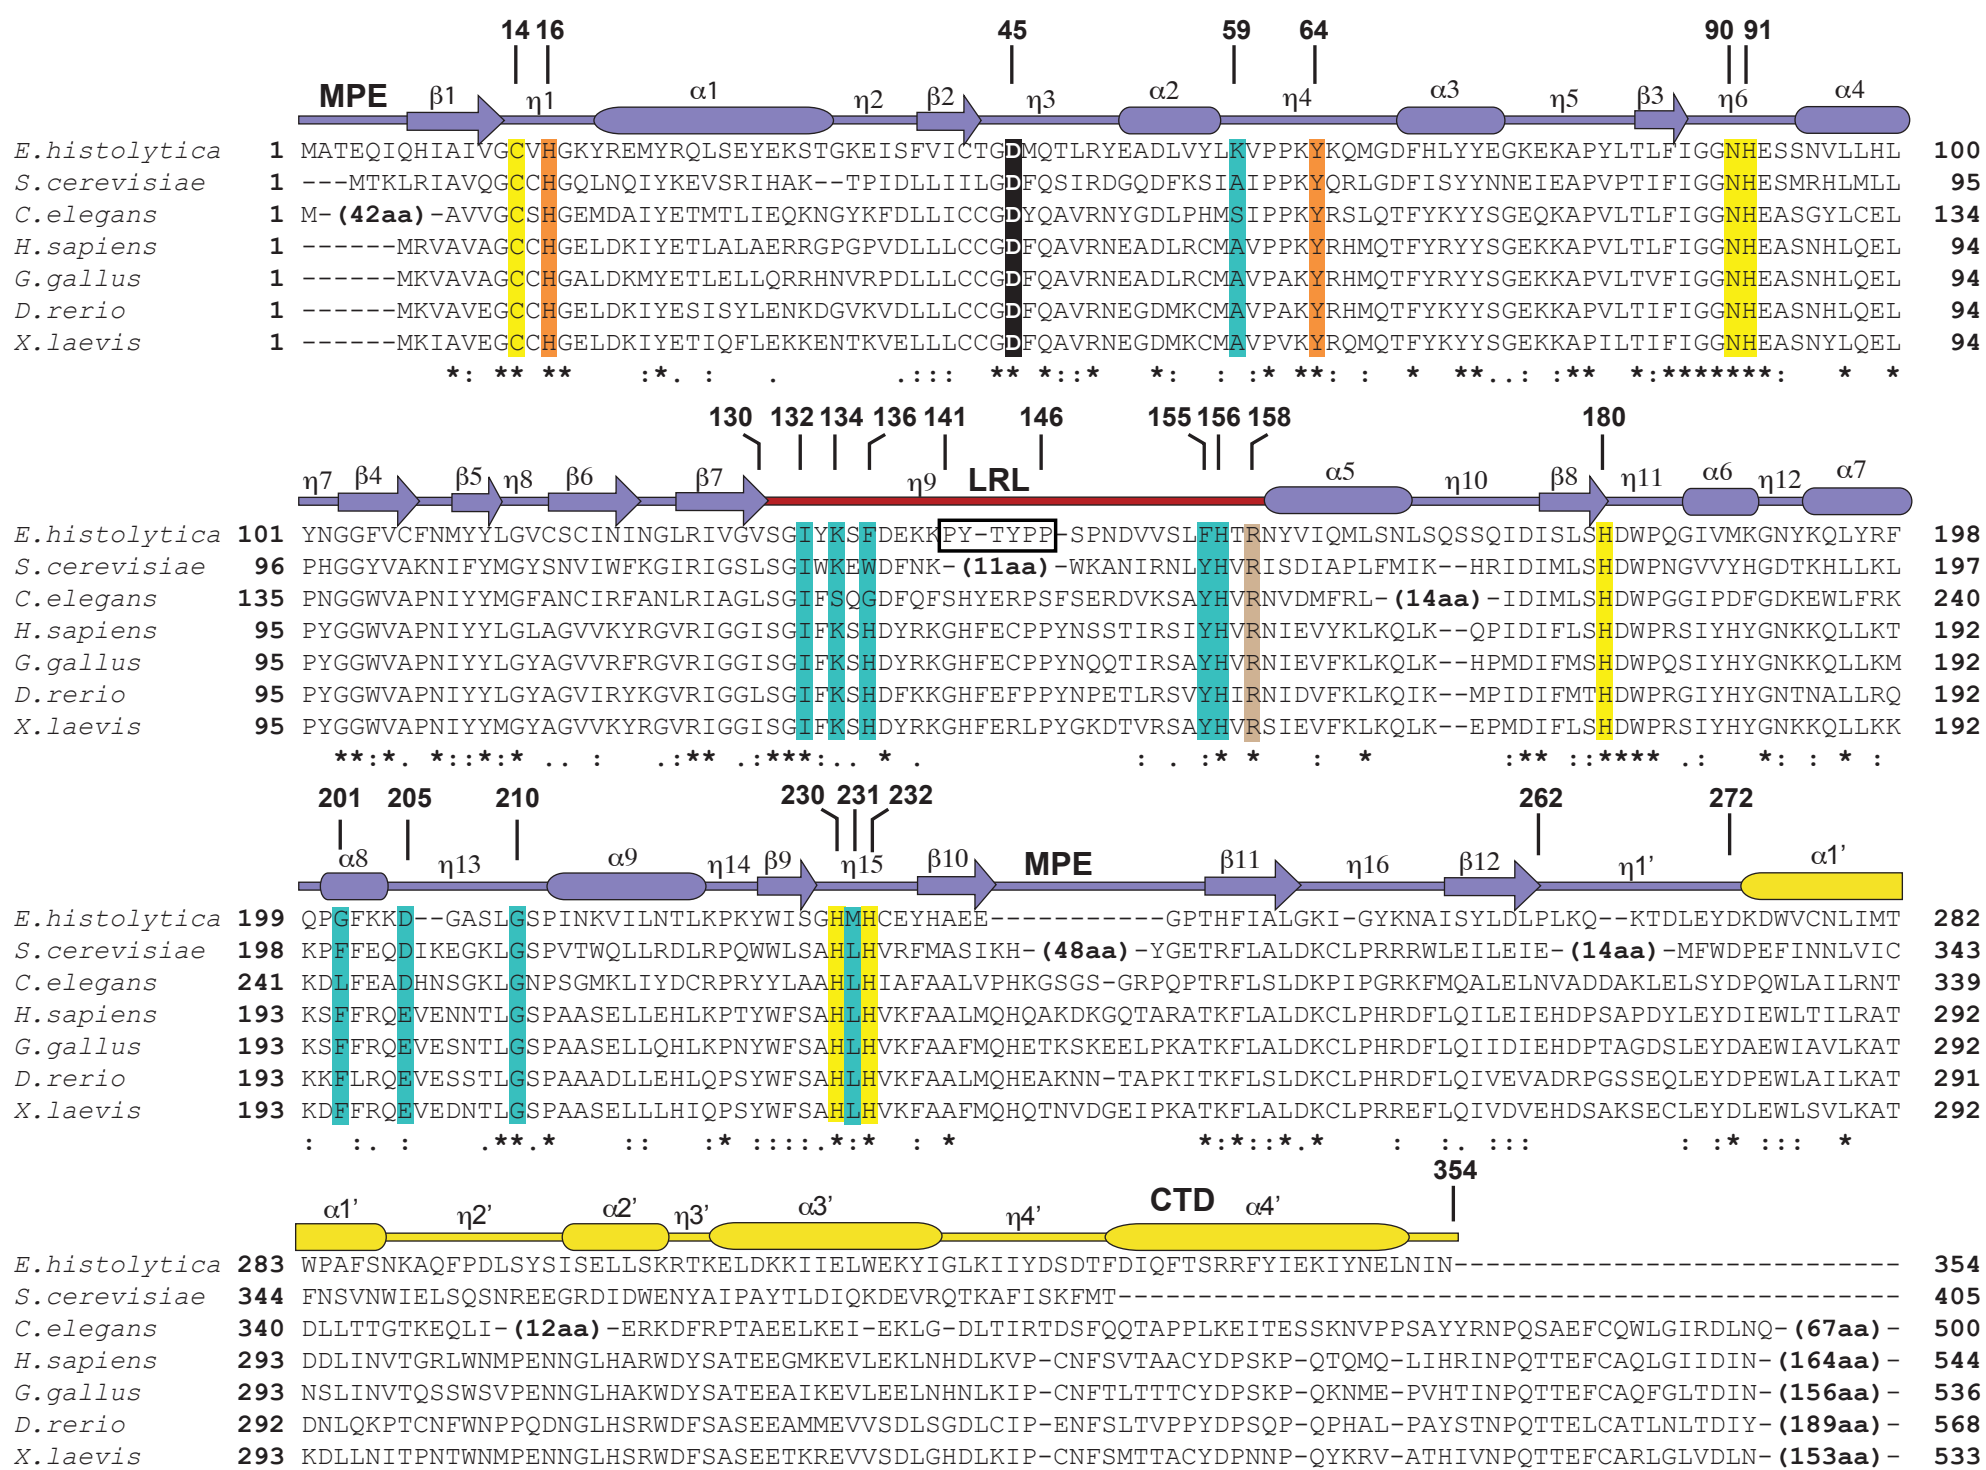 14 16 45 59 64 90 91
MPE β1 η1 α1 η2 β2 η3 α2 η4 α3 η5 β3 η6 α4
E.histolytica 1 MATEQIQHIAIVGCVHGKYREMYRQLSEYEKSTGKEISFVICTGDMQTLRYEADLVYLKVPPKYKQMGDFHLYYEGKEKAPYLTLFIGGNHESSNVLLHL 100
S.cerevisiae 1 ---MTKLRIAVQGCCHGQLNQIYKEVSRIHAK--TPIDLLIILGDFQSIRDGQDFKSIAIPPKYQRLGDFISYYNNEIEAPVPTIFIGGNHESMRHLMLL 95
C.elegans 1 M-(42aa)-AVVGCSHGEMDAIYETMTLIEQKNGYKFDLLICCGDYQAVRNYGDLPHMSIPPKYRSLQTFYKYYSGEQKAPVLTLFIGGNHEASGYLCEL 134
H.sapiens 1 ------MRVAVAGCCHGELDKIYETLALAERRGPGPVDLLLCCGDFQAVRNEADLRCMAVPPKYRHMQTFYRYYSGEKKAPVLTLFIGGNHEASNHLQEL 94
G.gallus 1 ------MKVAVAGCCHGALDKMYETLELLQRRHNVRPDLLLCCGDFQAVRNEADLRCMAVPAKYRHMQTFYRYYSGEKKAPVLTVFIGGNHEASNHLQEL 94
D.rerio 1 ------MKVAVEGCCHGELDKIYESISYLENKDGVKVDLLLCCGDFQAVRNEGDMKCMAVPAKYRHMQTFYKYYSGEKKAPVLTIFIGGNHEASNHLQEL 94
X.laevis 1 ------MKIAVEGCCHGELDKIYETIQFLEKKENTKVELLLCCGDFQAVRNEGDMKCMAVPVKYRQMQTFYKYYSGEKKAPILTIFIGGNHEASNYLQEL 94
*: ** ** :*. : . .::: ** *::* *: : :* **: : * **..: :** *:*******: * *
130 132 134 136 141 146 155 156 158 180
η7 β4 β5 η8 β6 β7 η9 LRL α5 η10 β8 η11 α6 η12 α7
E.histolytica 101 YNGGFVCFNMYYLGVCSCININGLRIVGVSGIYKSFDEKKPY-TYPP-SPNDVVSLFHTRNYVIQMLSNLSQSSQIDISLSHDWPQGIVMKGNYKQLYRF 198
S.cerevisiae 96 PHGGYVAKNIFYMGYSNVIWFKGIRIGSLSGIWKEWDFNK-(11aa)-WKANIRNLYHVRISDIAPLFMIK--HRIDIMLSHDWPNGVVYHGDTKHLLKL 197
C.elegans 135 PNGGWVAPNIYYMGFANCIRFANLRIAGLSGIFSQGDFQFSHYERPSFSERDVKSAYHVRNVDMFRL-(14aa)-IDIMLSHDWPGGIPDFGDKEWLFRK 240
H.sapiens 95 PYGGWVAPNIYYLGLAGVVKYRGVRIGGISGIFKSHDYRKGHFECPPYNSSTIRSIYHVRNIEVYKLKQLK--QPIDIFLSHDWPRSIYHYGNKKQLLKT 192
G.gallus 95 PYGGWVAPNIYYLGYAGVVRFRGVRIGGISGIFKSHDYRKGHFECPPYNQQTIRSAYHVRNIEVFKLKQLK--HPMDIFMSHDWPQSIYHYGNKKQLLKM 192
D.rerio 95 PYGGWVAPNIYYLGYAGVIRYKGVRIGGLSGIFKSHDFKKGHFEFPPYNPETLRSVYHIRNIDVFKLKQIK--MPIDIFMTHDWPRGIYHYGNTNALLRQ 192
X.laevis 95 PYGGWVAPNIYYMGYAGVVKYRGVRIGGISGIFKSHDYRKGHFERLPYGKDTVRSAYHVRSIEVFKLKQLK--EPMDIFLSHDWPRSIYHYGNKKQLLKK 192
**:*. *::*:* .. : .:** .:***:.. * . : .:* * : * :** ::**** .: *: : * :
201 205 210 230 231 232 262 272
α8 η13 α9 η14 β9 η15 β10 MPE β11 η16 β12 η1' α1'
E.histolytica 199 QPGFKKD--GASLGSPINKVILNTLKPKYWISGHMHCEYHAEE----------GPTHFIALGKI-GYKNAISYLDLPLKQ--KTDLEYDKDWVCNLIMT 282
S.cerevisiae 198 KPFFEQDIKEGKLGSPVTWQLLRDLRPQWWLSAHLHVRFMASIKH-(48aa)-YGETRFLALDKCLPRRRWLEILEIE-(14aa)-MFWDPEFINNLVIC 343
C.elegans 241 KDLFEADHNSGKLGNPSGMKLIYDCRPRYYLAAHLHIAFAALVPHKGSGS-GRPQPTRFLSLDKPIPGRKFMQALELNVADDAKLELSYDPQWLAILRNT 339
H.sapiens 193 KSFFRQEVENNTLGSPAASELLEHLKPTYWFSAHLHVKFAALMQHQAKDKGQTARATKFLALDKCLPHRDFLQILEIEHDPSAPDYLEYDIEWLTILRAT 292
G.gallus 193 KSFFRQEVESNTLGSPAASELLQHLKPNYWFSAHLHVKFAAFMQHETKSKEELPKATKFLALDKCLPHRDFLQIIDIEHDPTAGDSLEYDAEWIAVLKAT 292
D.rerio 193 KKFLRQEVESSTLGSPAAADLLEHLQPSYWFSAHLHVKFAALMQHEAKNN-TAPKITKFLSLDKCLPHRDFLQIVEVADRPGSSEQLEYDPEWLAILKAT 291
X.laevis 193 KDFFRQEVEDNTLGSPAASELLLHIQPSYWFSAHLHVKFAAFMQHQTNVDGEIPKATKFLALDKCLPRREFLQIVDVEHDSAKSECLEYDLEWLSVLKAT 292
: :. : .**.* :: :* ::::.*:* : * *:*::*.* : :. ::: : :* ::: *
354
α1' η2' α2' η3' α3' η4' CTD α4'
E.histolytica 283 WPAFSNKAQFPDLSYSISELLSKRTKELDKKIIELWEKYIGLKIIYDSDTFDIQFTSRRFYIEKIYNELNIN---------------------------- 354
S.cerevisiae 344 FNSVNWIELSQSNREEGRDIDWENYAIPAYTLDIQKDEVRQTKAFISKFMT------------------------------------------------- 405
C.elegans 340 DLLTTGTKEQLI-(12aa)-ERKDFRPTAEELKEI-EKLG-DLTIRTDSFQQTAPPLKEITESSKNVPPSAYYRNPQSAEFCQWLGIRDLNQ-(67aa)- 500
H.sapiens 293 DDLINVTGRLWNMPENNGLHARWDYSATEEGMKEVLEKLNHDLKVP-CNFSVTAACYDPSKP-QTQMQ-LIHRINPQTTEFCAQLGIIDIN-(164aa)- 544
G.gallus 293 NSLINVTQSSWSVPENNGLHAKWDYSATEEAIKEVLEELNHNLKIP-CNFTLTTTCYDPSKP-QKNME-PVHTINPQTTEFCAQFGLTDIN-(156aa)- 536
D.rerio 292 DNLQKPTCNFWNPPQDNGLHSRWDFSASEEAMMEVVSDLSGDLCIP-ENFSLTVPPYDPSQP-QPHAL-PAYSTNPQTTELCATLNLTDIY-(189aa)- 568
X.laevis 293 KDLLNITPNTWNMPENNGLHSRWDFSASEETKREVVSDLGHDLKIP-CNFSMTTACYDPNNP-QYKRV-ATHIVNPQTTEFCARLGLVDLN-(153aa)- 533